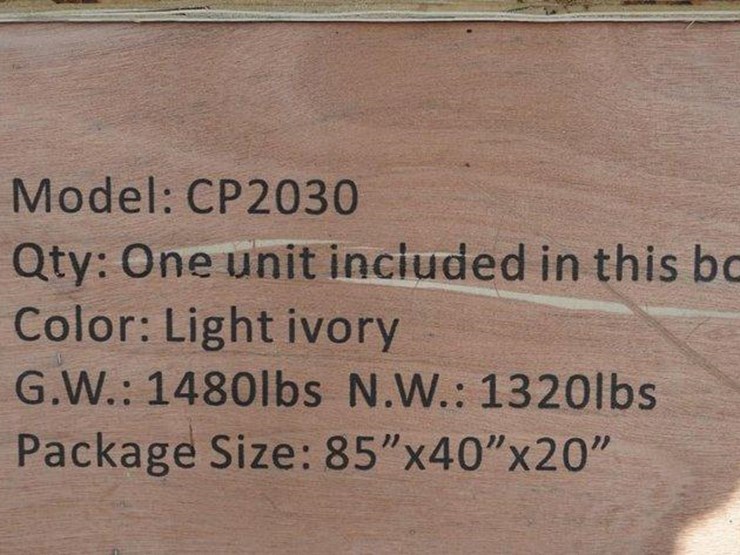 Model: CP2030
Qty: One unit included in this
Color: Light ivory
G.W.: 1480lbs N.W.: 1320lbs
Package Size: 85”x40”x20”